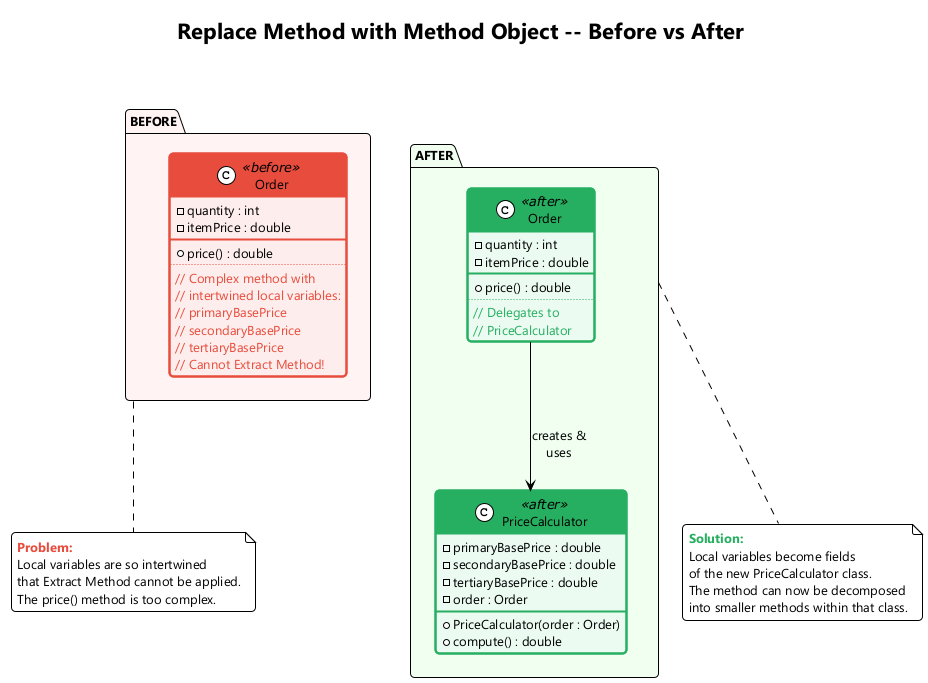 Replace Method with Method Object -- Before vs After
BEFORE
C
«before»
Order
quantity : int
itemPrice : double
price() : double
// Complex method with
// intertwined local variables:
// primaryBasePrice
// secondaryBasePrice
// tertiaryBasePrice
// Cannot Extract Method!
AFTER
C
«after»
Order
quantity : int
itemPrice : double
price() : double
// Delegates to
// PriceCalculator
creates &
uses
C
«after»
PriceCalculator
primaryBasePrice : double
secondaryBasePrice : double
tertiaryBasePrice : double
order : Order
PriceCalculator(order : Order)
compute() : double
Problem:
Local variables are so intertwined
that Extract Method cannot be applied.
The price() method is too complex.
Solution:
Local variables become fields
of the new PriceCalculator class.
The method can now be decomposed
into smaller methods within that class.